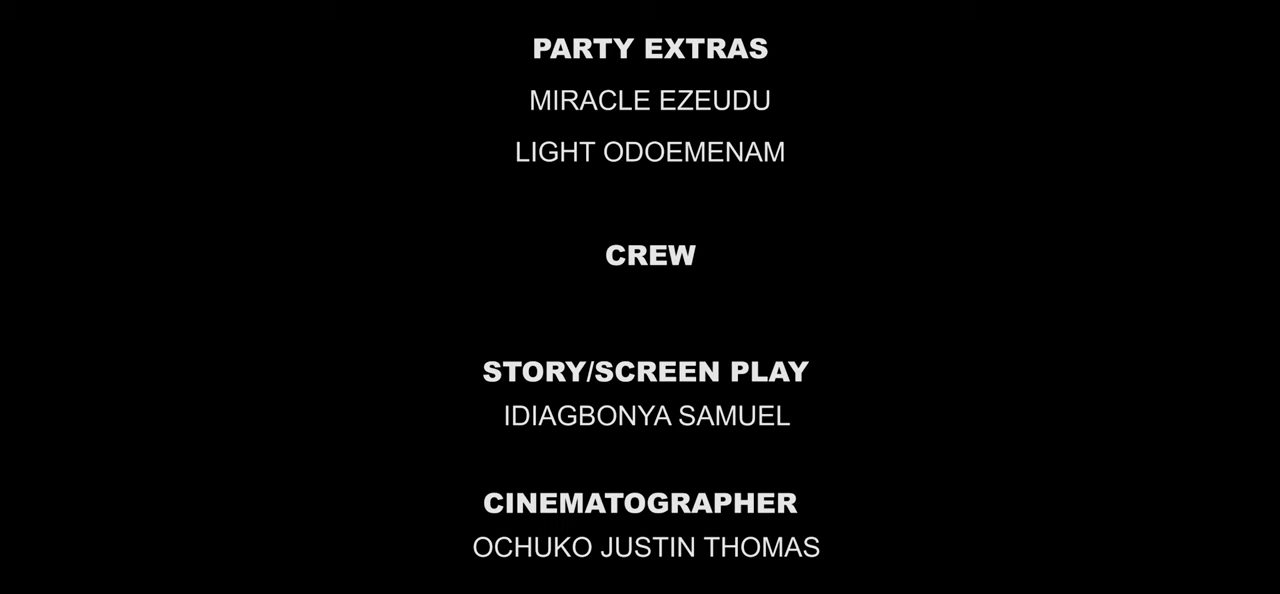 PARTY EXTRAS
MIRACLE EZEUDU
LIGHT ODOEMENAM
CREW
STORY/SCREEN PLAY
IDIAGBONYA SAMUEL
CINEMATOGRAPHER
OCHUKO JUSTIN THOMAS